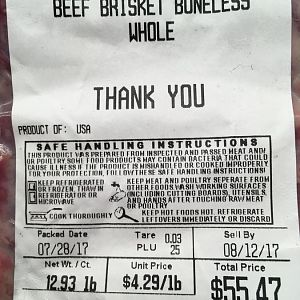 BEEF BRISKET BONELESS
WHOLE
THANK YOU
PRODUCT OF: USA
SAFE HANDLING INSTRUCTIONS
THIS PRODUCT WAS PREPARED FROM INSPECTED AND PASSED MEAT AND
OR POULTRY. SOME FOOD PRODUCTS MAY CONTAIN BACTERIA THAT COULD
CAUSE ILLNESS IF THE PRODUCT IS MISHANDLED OR COOKED IMPROPERLY
FOR YOUR PROTECTION, FOLLOW THE SAFE HANDLING INSTRUCTIONS
KEEP REFRIGERATED
OR FROZEN. THAW IN
REFRIGERATOR OR
MICROWAVE
KEEP MEAT AND POULTRY SEPERATE FROM
OTHER FOODS WASH WORKING SURFACES
(INCLUDING CUTTING BOARDS), UTENSILS,
AND HANDS
AFTER TOUCHING RAW MEAT
POULTRY
COOK THOROUGHLY
KEEP HOT FOODS HOT. REFRIGERATE
LEFTOVERS IMMEDIATELY OR DISCARD
Packed Date
07/28/17
Tare 0.03
PLU 25
Sell By
08/12/17
Net Wt. / Ct.
12.93 lb
Unit Price
$4.29/lb
Total Price
$55.47